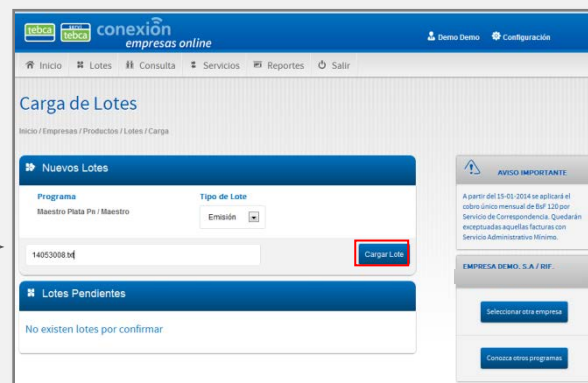 tebca
tebca
conexión
empresas online
Demo Demo
Configuración
Inicio
Lotes
Consulta
Servicios
Reportes
Salir
Carga de Lotes
Inicio / Empresas / Productos / Lotes / Carga
Nuevos Lotes
Programa
Tipo de Lote
Maestro Plata Pn / Maestro
Emisión
14053008.txt
Cargar Lote
Lotes Pendientes
No existen lotes por confirmar
AVISO IMPORTANTE
A partir del 15-01-2014 se aplicará el
cobro único mensual de BsF 120 por
Servicio de Correspondencia. Quedarán
exceptuadas aquellas facturas con
Servicio Administrativo Mínimo.
EMPRESA DEMO. S.A / RIF.
Seleccionar otra empresa
Conozca otros programas